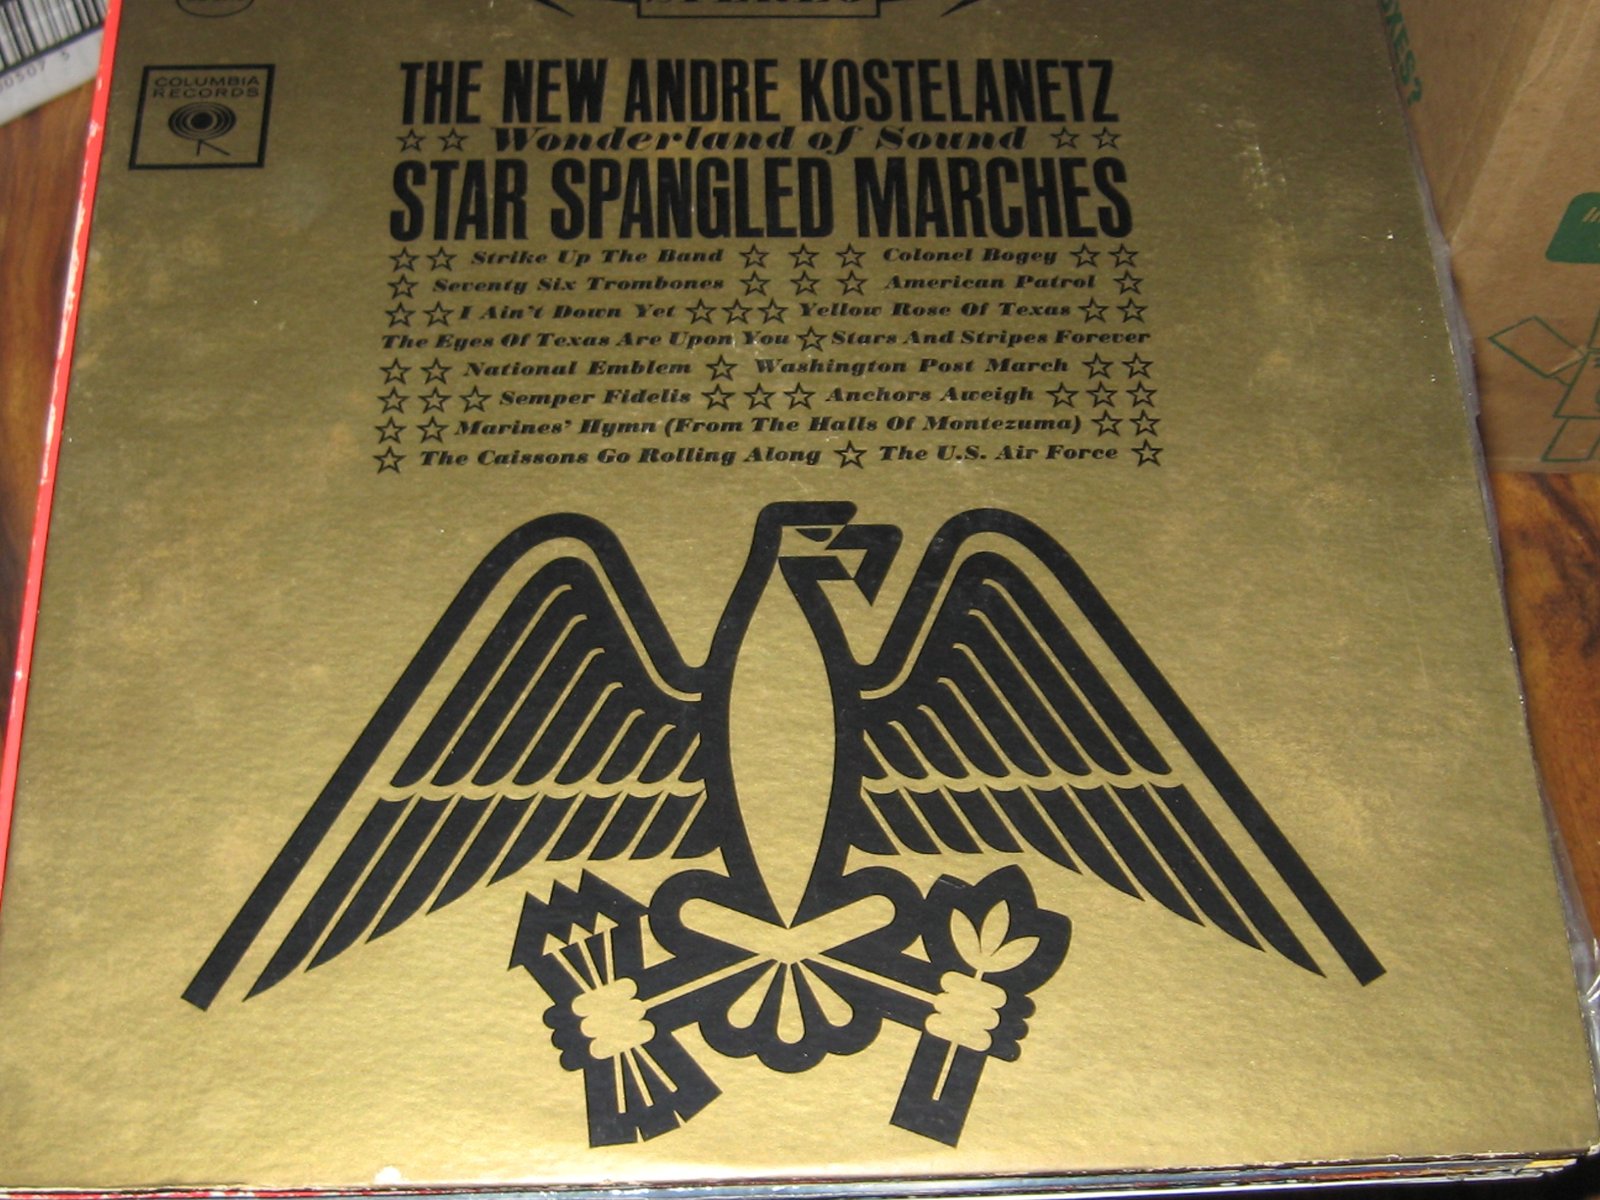 STEREO
COLUMBIA
RECORDS
THE NEW ANDRE KOSTELANETZ
☆ ☆ Wonderland of Sound ☆ ☆
STAR SPANGLED MARCHES
☆ ☆ Strike Up The Band ☆ ☆ ☆ Colonel Bogey ☆ ☆
☆ Seventy Six Trombones ☆ ☆ ☆ American Patrol ☆
☆ ☆ I Ain't Down Yet ☆ ☆ ☆ Yellow Rose Of Texas ☆ ☆
The Eyes Of Texas Are Upon You ☆ Stars And Stripes Forever
☆ ☆ National Emblem ☆ Washington Post March ☆ ☆
☆ ☆ ☆ Semper Fidelis ☆ ☆ ☆ Anchors Aweigh ☆ ☆ ☆
☆ ☆ Marines' Hymn (From The Halls Of Montezuma) ☆ ☆
☆ The Caissons Go Rolling Along ☆ The U.S. Air Force ☆